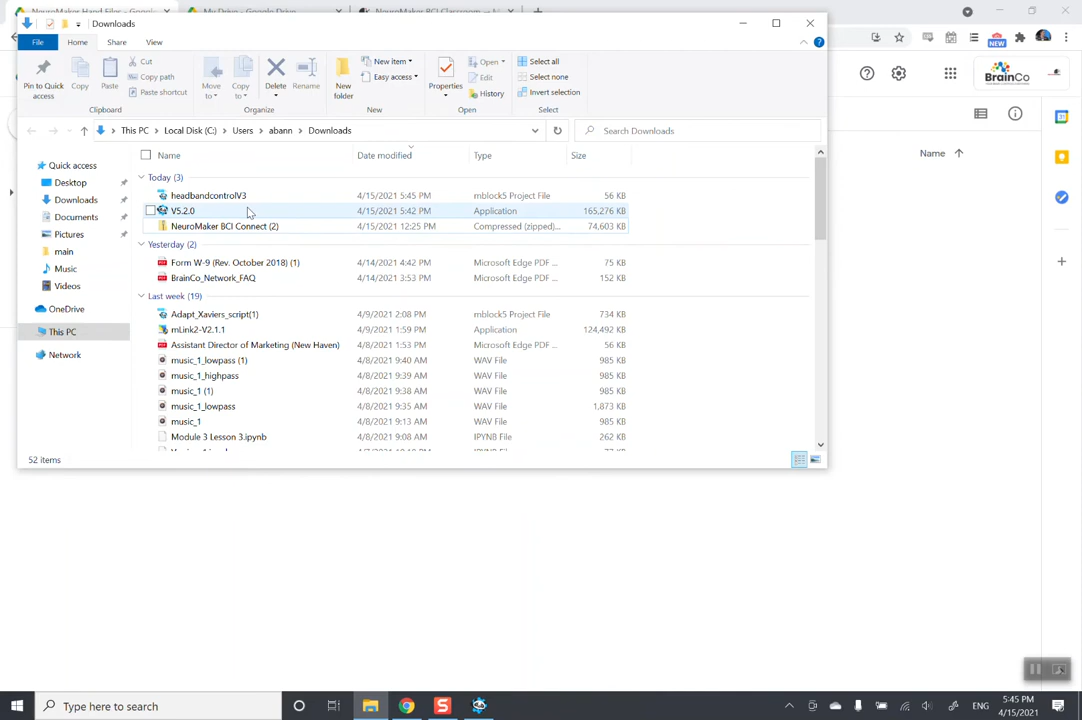 NeuroMaker Hand Files - Google
My Drive - Google Drive
NeuroMaker BCI Classroom
Downloads
File
Home
Share
View
Pin to Quick access
Copy
Paste
Cut
Copy path
Paste shortcut
Clipboard
Move to
Copy to
Delete
Rename
Organize
New folder
New item
Easy access
New
Properties
Open
Edit
History
Open
Select all
Select none
Invert selection
Select
NEW
BrainCo
This PC > Local Disk (C:) > Users > abann > Downloads
Search Downloads
Name
Date modified
Type
Size
Name
Quick access
Desktop
Downloads
Documents
Pictures
main
Music
Videos
OneDrive
This PC
Network
Today (3)
headbandcontrolV3 4/15/2021 5:45 PM mblock5 Project File 56 KB
V5.2.0 4/15/2021 5:42 PM Application 165,276 KB
NeuroMaker BCI Connect (2) 4/15/2021 12:25 PM Compressed (zipped)... 74,603 KB
Yesterday (2)
Form W-9 (Rev. October 2018) (1) 4/14/2021 4:42 PM Microsoft Edge PDF ... 75 KB
BrainCo_Network_FAQ 4/14/2021 3:53 PM Microsoft Edge PDF ... 152 KB
Last week (19)
Adapt_Xaviers_script(1) 4/9/2021 2:08 PM mblock5 Project File 734 KB
mLink2-V2.1.1 4/9/2021 1:59 PM Application 124,492 KB
Assistant Director of Marketing (New Haven) 4/8/2021 1:53 PM Microsoft Edge PDF ... 56 KB
music_1_lowpass (1) 4/8/2021 9:40 AM WAV File 985 KB
music_1_highpass 4/8/2021 9:39 AM WAV File 985 KB
music_1 (1) 4/8/2021 9:38 AM WAV File 985 KB
music_1_lowpass 4/8/2021 9:35 AM WAV File 1,873 KB
music_1 4/8/2021 9:13 AM WAV File 985 KB
Module 3 Lesson 3.ipynb 4/8/2021 9:08 AM IPYNB File 262 KB
52 items
Type here to search
ENG
5:45 PM
4/15/2021